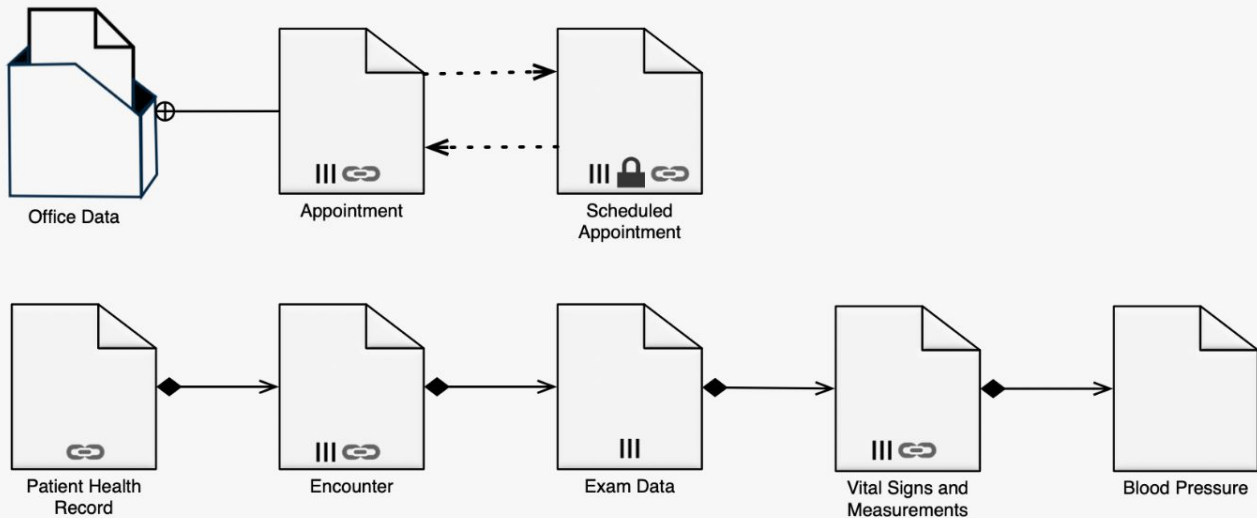 Office Data
Appointment
Scheduled
Appointment
Patient Health
Record
Encounter
Exam Data
Vital Signs and
Measurements
Blood Pressure